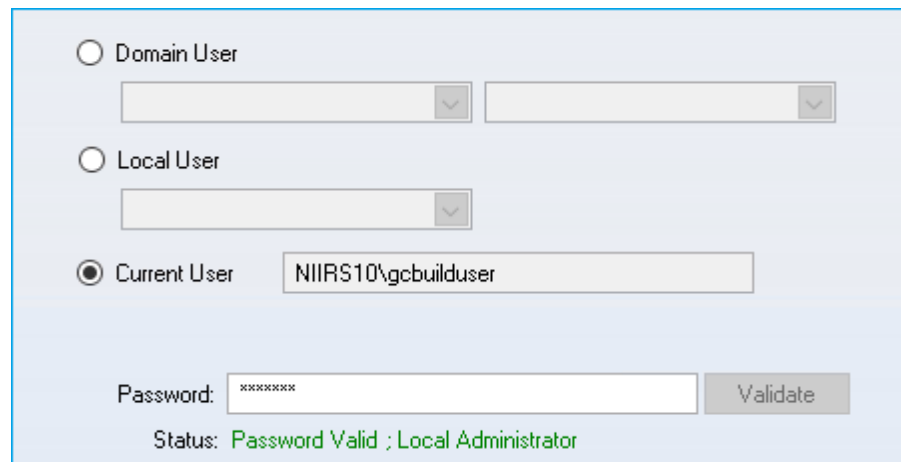 Domain User
Local User
Current User NIIRS10\gcbuilduser
Password: ******* Validate
Status: Password Valid ; Local Administrator